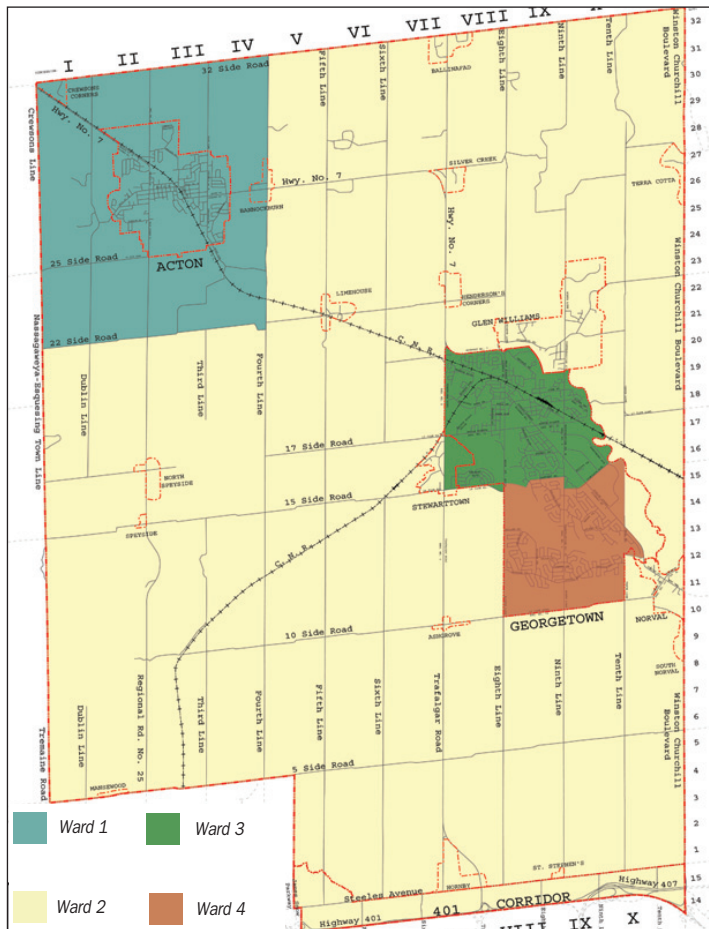 I II III IV V VI VII VIII IX X
32 Side Road
CREWSONS CORNERS
Hwy. No. 7
Crewsons Line
Fifth Line
Sixth Line
BALLINAFAD
Eighth Line
Ninth Line
Tenth Line
Winston Churchill Boulevard
32
31
30
29
28
27
26
25
24
23
22
21
20
19
18
17
16
15
14
13
12
11
10
9
8
7
6
5
4
3
2
1
15
14
SILVER CREEK
TERRA COTTA
Hwy. No. 7
BANNOCKBURN
Hwy. No. 7
25 Side Road
ACTON
LIMEHOUSE
HENDERSON'S CORNERS
Winston Churchill Boulevard
GLEN WILLIAMS
C.N.R.
22 Side Road
Nassagaweya-Esquesing Town Line
Dublin Line
Third Line
Fourth Line
17 Side Road
NORTH SPEYSIDE
15 Side Road
STEWARTTOWN
SPEYSIDE
C.N.R.
10 Side Road
ASHGROVE
GEORGETOWN
NORVAL
SOUTH NORVAL
Tremaine Road
Dublin Line
Regional Rd. No. 25
Third Line
Fourth Line
Fifth Line
Sixth Line
Trafalgar Road
Eighth Line
Ninth Line
Tenth Line
Winston Churchill Boulevard
5 Side Road
MANSEWOOD
Ward 1
Ward 3
Ward 2
Ward 4
ST. STEPHEN'S
HORNBY
Steeles Avenue
Highway 407
Highway 401
401 CORRIDOR
VIII IX X